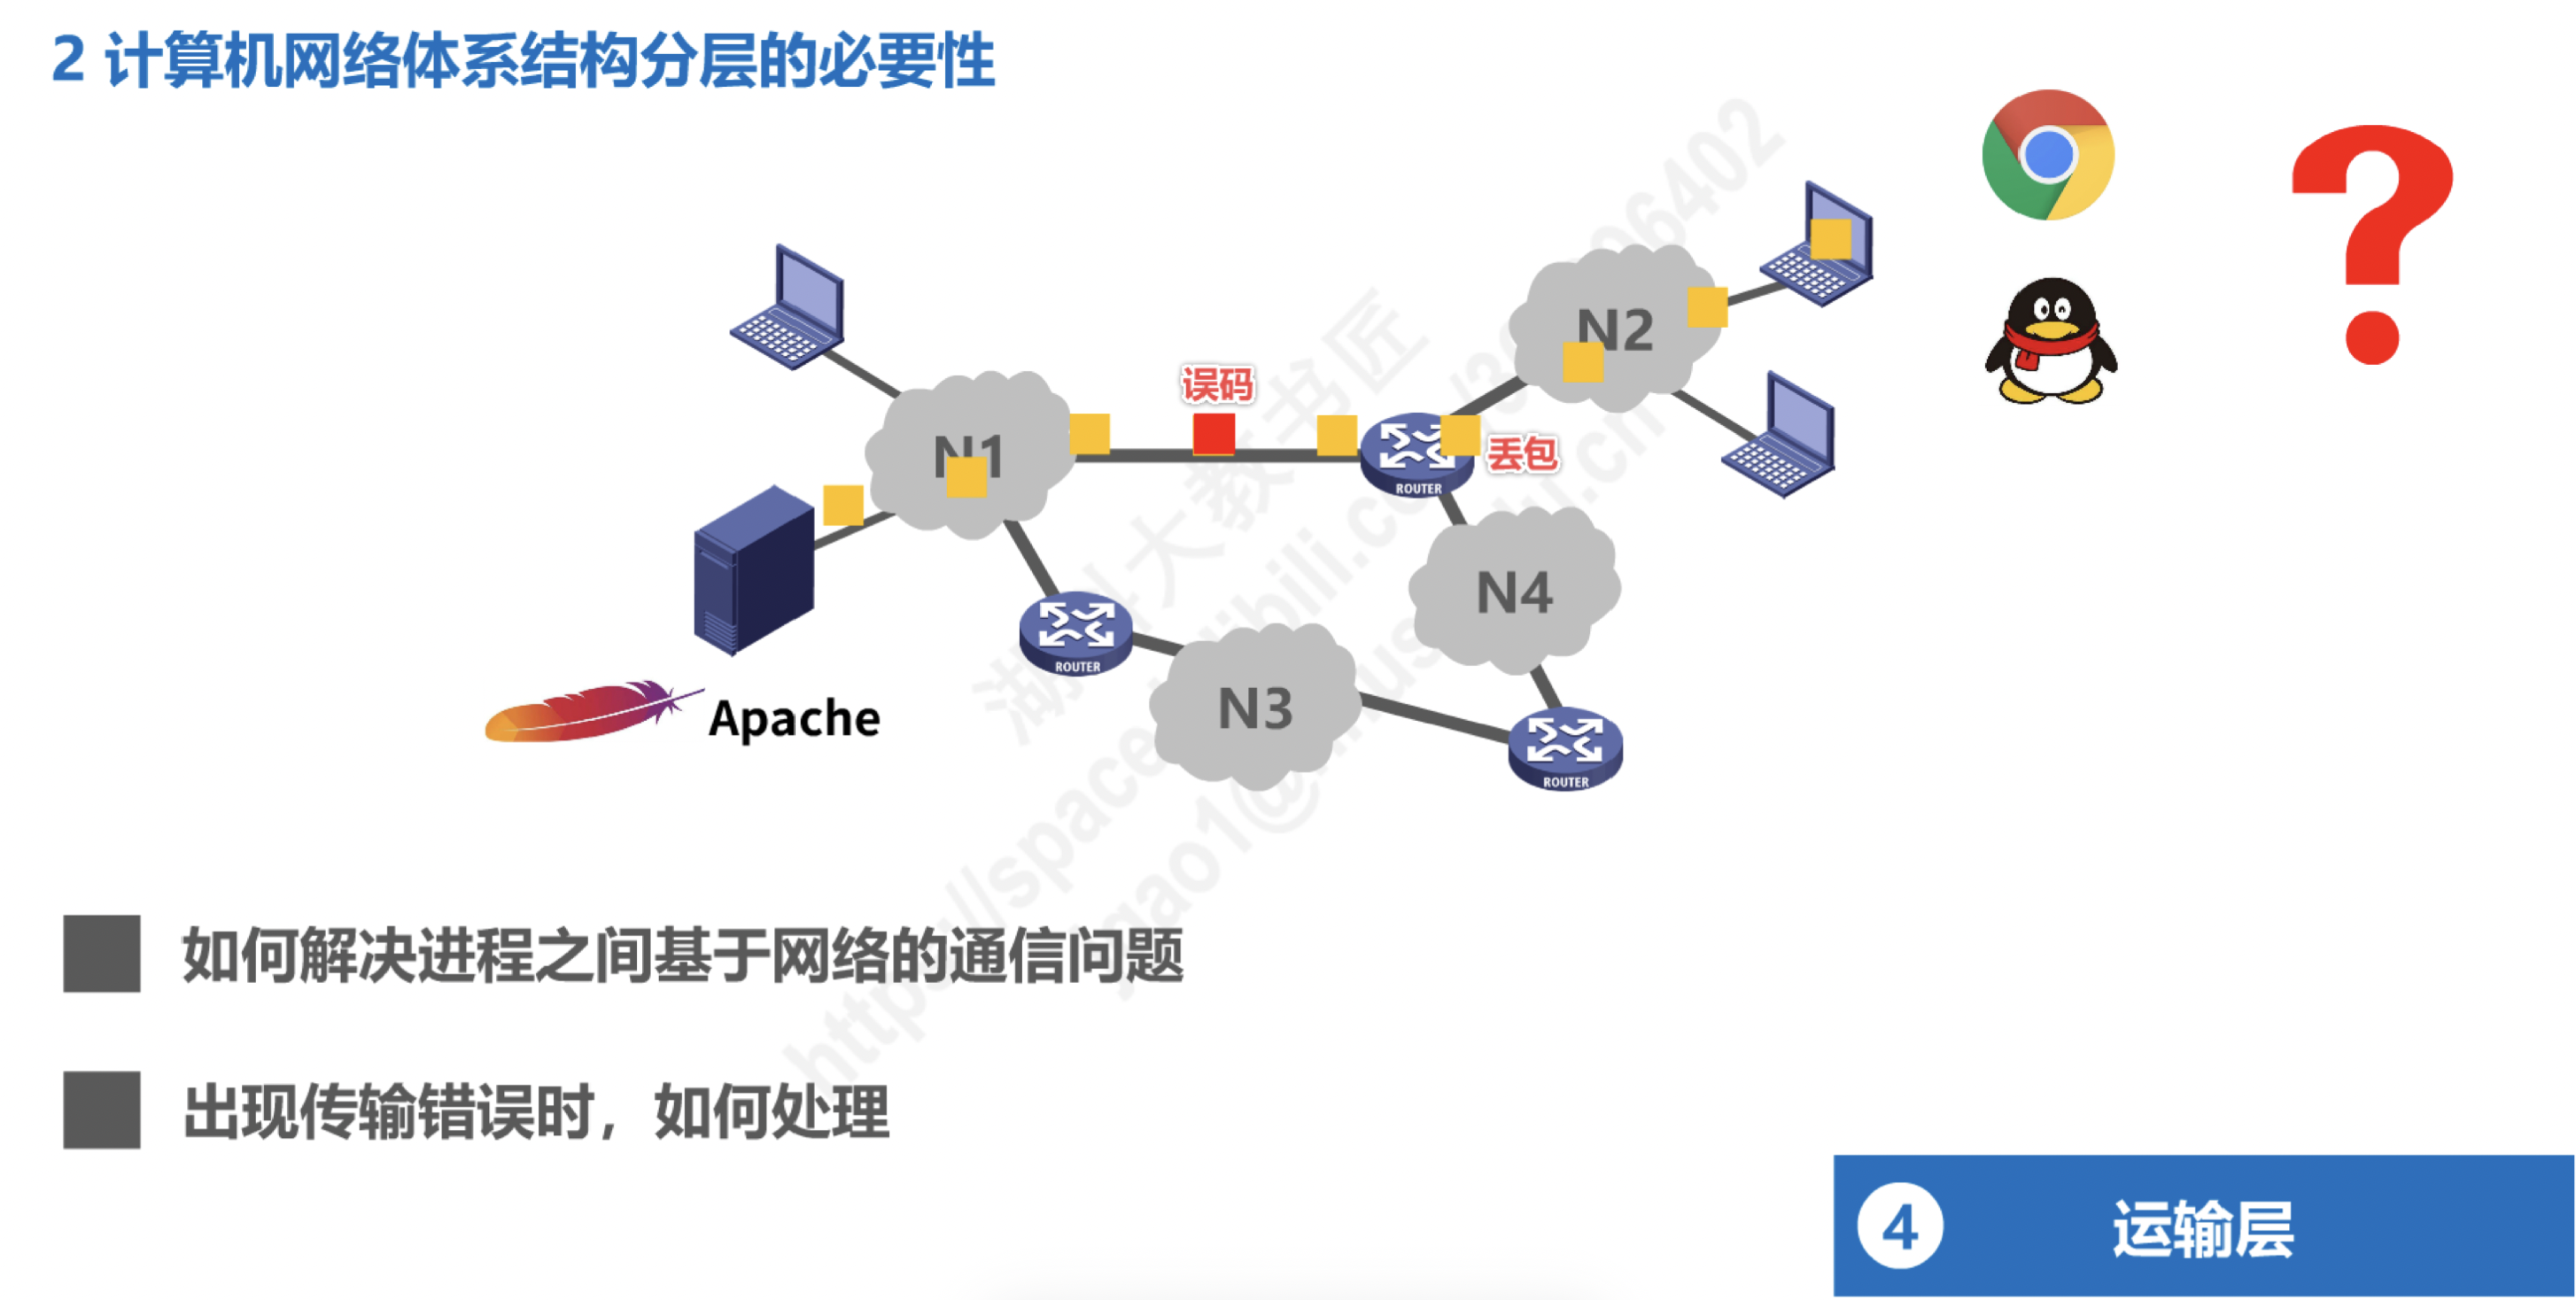 2 计算机网络体系结构分层的必要性
误码
N2
N1
丢包
ROUTER
N4
ROUTER
N3
Apache
ROUTER
如何解决进程之间基于网络的通信问题
出现传输错误时，如何处理
4 运输层